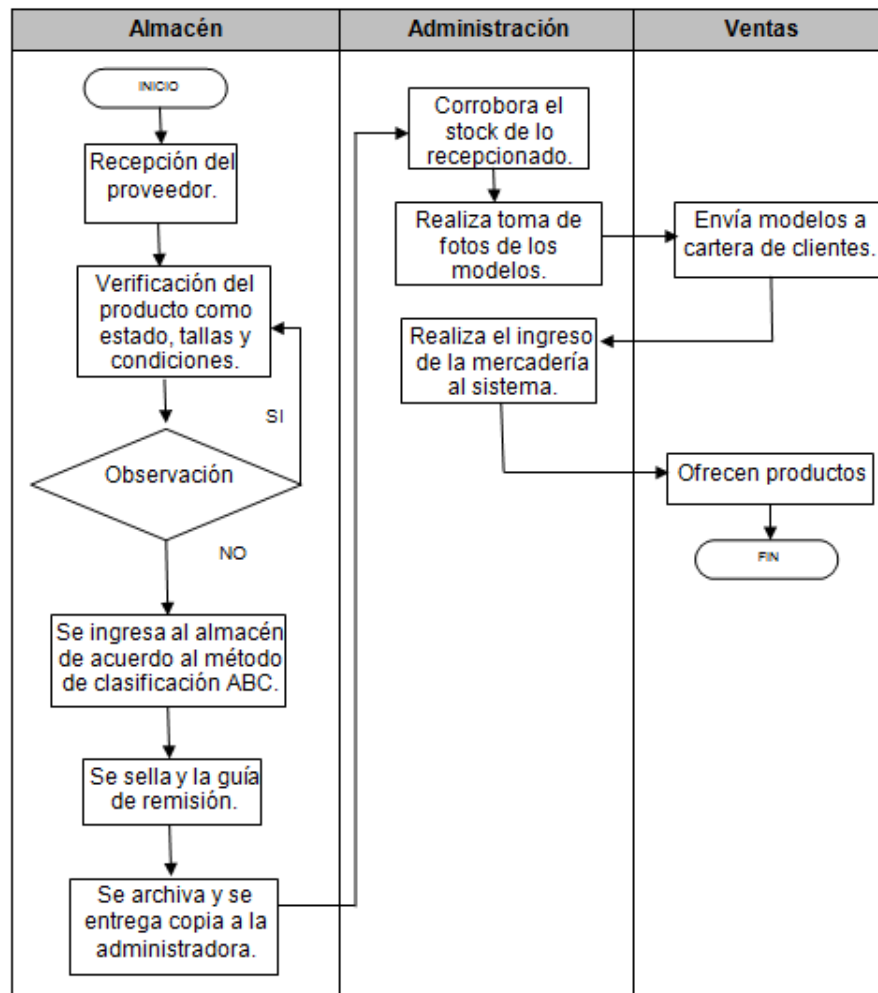 Almacén
Administración
Ventas
INICIO
Recepción del
proveedor.
Verificación del
producto como
estado, tallas y
condiciones.
SI
Observación
NO
Se ingresa al almacén
de acuerdo al método
de clasificación ABC.
Se sella y la guía
de remisión.
Se archiva y se
entrega copia a la
administradora.
Corrobora el
stock de lo
recepcionado.
Realiza toma de
fotos de los
modelos.
Envía modelos a
cartera de clientes.
Realiza el ingreso
de la mercadería
al sistema.
Ofrecen productos
FIN